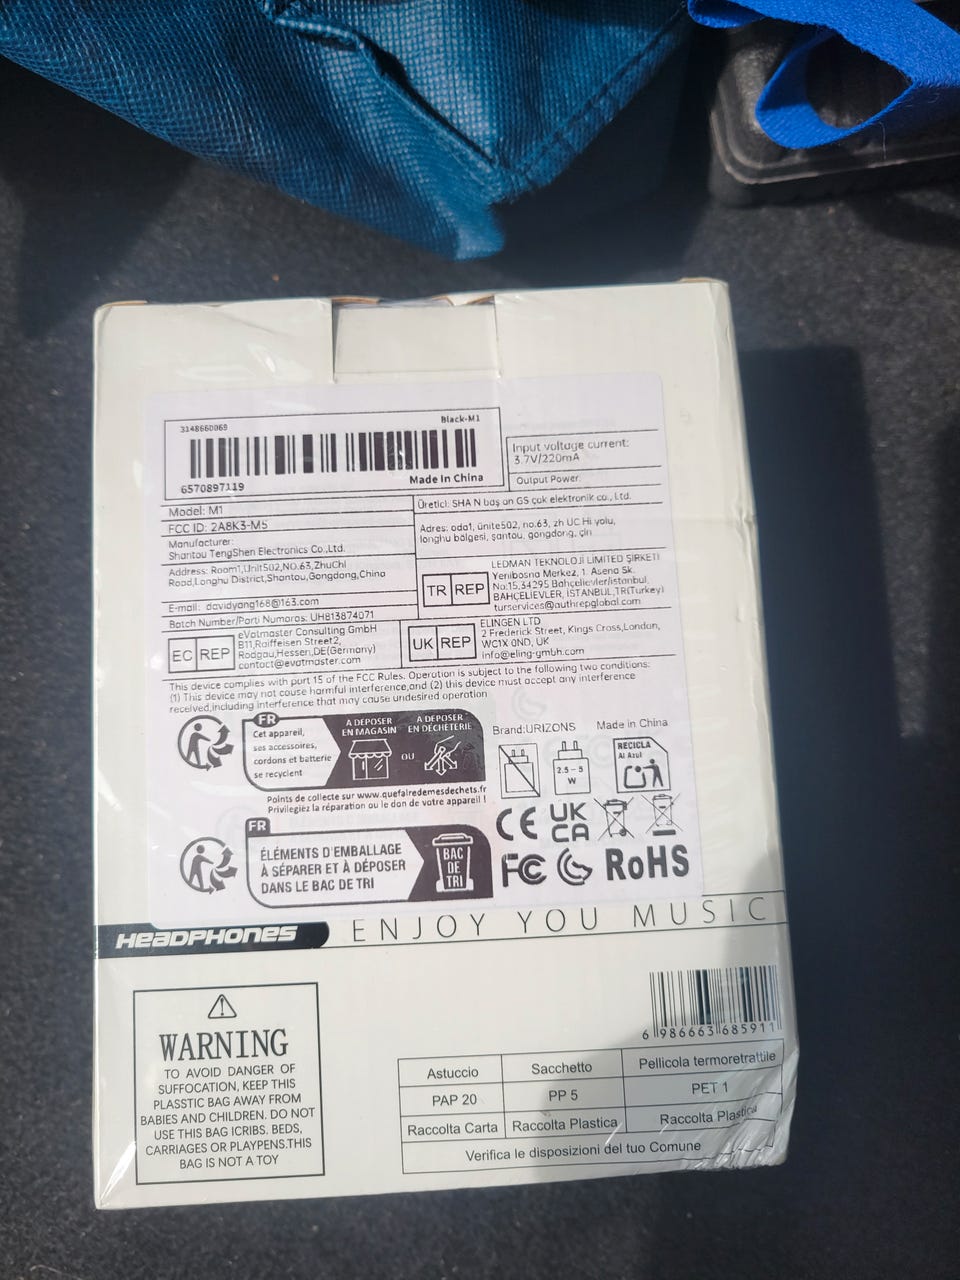 3148660069
Black-M1
6570897119
Made In China
Input voltage current:
3.7V/220mA
Output Power:
Model: M1
FCC ID: 2A8K3-M5
Manufacturer:
Shantou TengShen Electronics Co.,Ltd.
Address: Room1,Unit502,NO.63,ZhuChi
Road,Longhu District,Shantou,Gongdong,China
E-mail: davidyang168@163.com
Batch Number/Parti Numarası: UH813874071
Üretici: SHA N baş an GS çok elektronik co., Ltd.
Adres: oda1, ünite502, no.63, zh UC Hi yolu,
longhu bölgesi, şantou, gongdong, çin
TR REP
LEDMAN TEKNOLOJİ LİMİTED ŞİRKETİ
Yenibosna Merkez, 1. Asena Sk.
No:15,34295 Bahçelievler/istanbul
BAHÇELİEVLER, İSTANBUL,TR(Turkey)
turservices@authrepglobal.com
EC REP
eVatmaster Consulting GmbH
B11,Raiffeisen Street2,
Rodgau,Hessen,DE(Germany)
contact@evatmaster.com
UK REP
ELINGEN LTD
2 Frederick Street, Kings Cross,London,
WC1X 0ND, UK
info@eling-gmbh.com
This device complies with port 15 of the FCC Rules. Operation is subject to the following two conditions:
(1) This device may not cause harmful interference,and (2) this device must accept any interference
received,including interference that may cause undesired operation
FR
Cet appareil,
ses accessoires,
cordons et batterie
se recyclent
À DÉPOSER
EN MAGASIN
OU
À DÉPOSER
EN DÉCHÈTERIE
Points de collecte sur www.quefairedemesdechets.fr
Privilégiez la réparation ou le don de votre appareil !
Brand:URIZONS
Made in China
2.5 - 5
W
RECICLA
Al Azul
FR
ÉLÉMENTS D'EMBALLAGE
À SÉPARER ET À DÉPOSER
DANS LE BAC DE TRI
BAC
DE
TRI
CE
UK
CA
FC
RoHS
HEADPHONES
ENJOY YOU MUSIC
WARNING
TO AVOID DANGER OF
SUFFOCATION, KEEP THIS
PLASSTIC BAG AWAY FROM
BABIES AND CHILDREN. DO NOT
USE THIS BAG ICRIBS. BEDS,
CARRIAGES OR PLAYPENS.THIS
BAG IS NOT A TOY
6 986663 685911
Astuccio Sacchetto Pellicola termoretrattile
PAP 20 PP 5 PET 1
Raccolta Carta Raccolta Plastica Raccolta Plastica
Verifica le disposizioni del tuo Comune